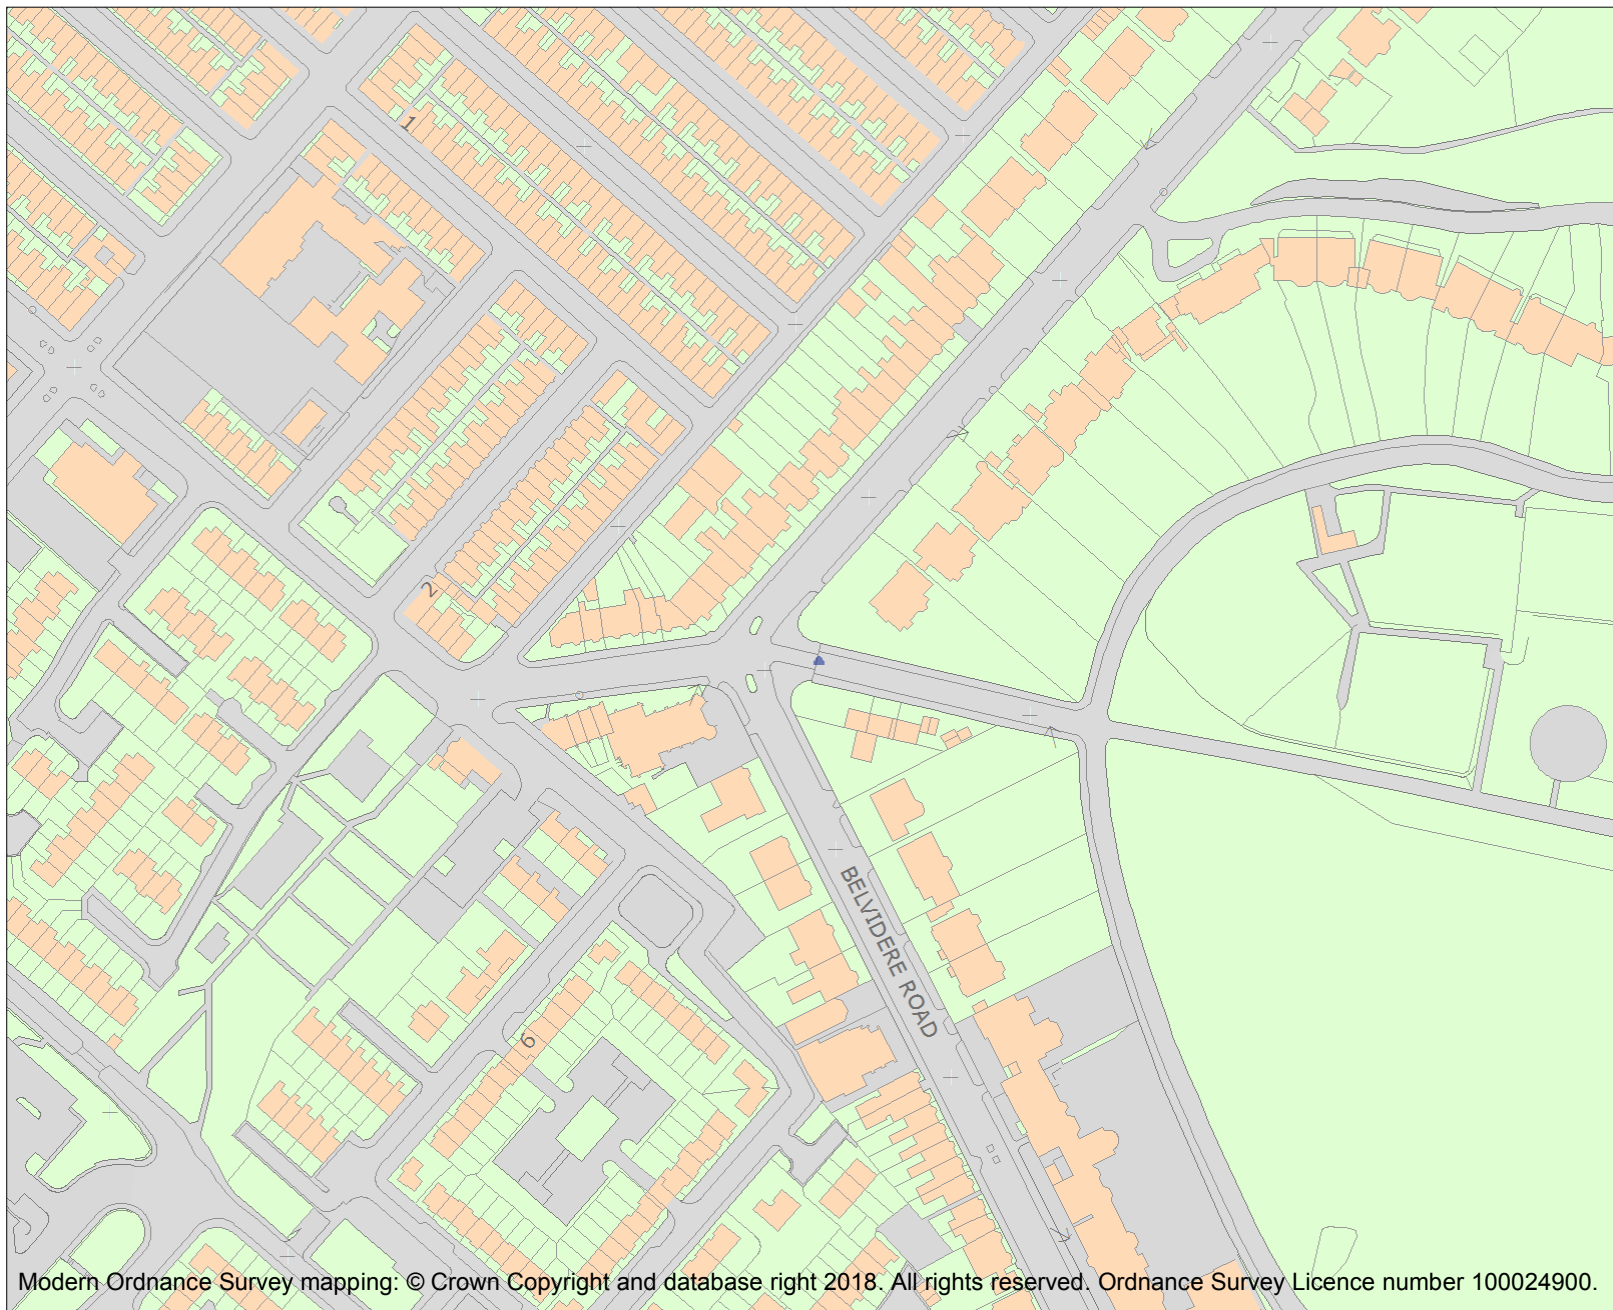 1
2
BELVIDERE ROAD
6
Modern Ordnance Survey mapping: © Crown Copyright and database right 2018. All rights reserved. Ordnance Survey Licence number 100024900.